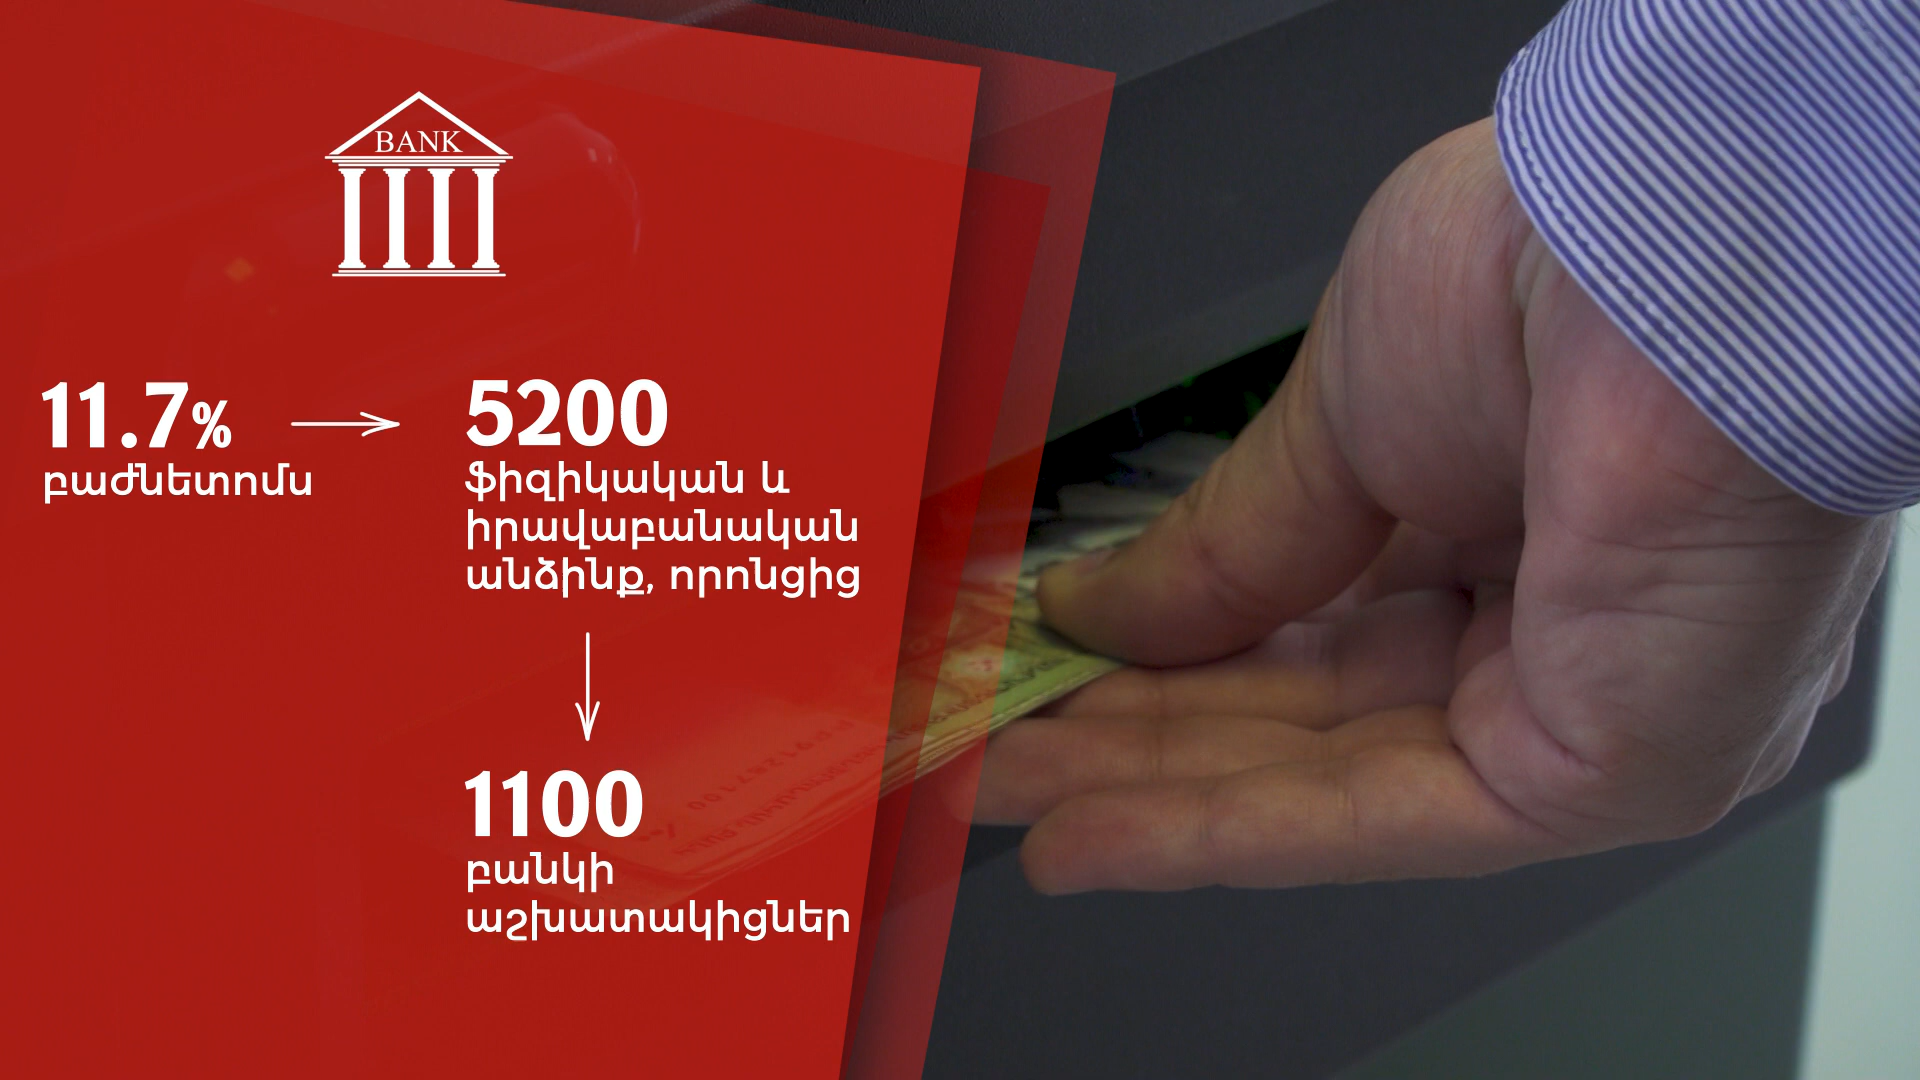 BANK
11.7%
բաժնետոմս
5200
ֆիզիկական և
իրավաբանական
անձինք, որոնցից
1100
բանկի
աշխատակիցներ